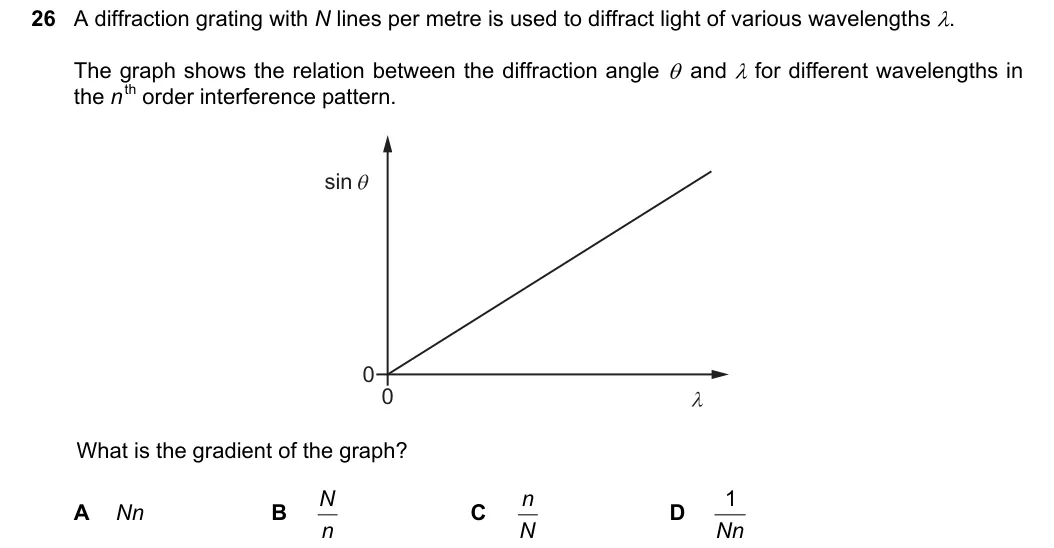 26 A diffraction grating with N lines per metre is used to diffract light of various wavelengths λ.
The graph shows the relation between the diffraction angle θ and λ for different wavelengths in
the nth order interference pattern.
sin θ
0
0
λ
What is the gradient of the graph?
A Nn B N/n C n/N D 1/Nn